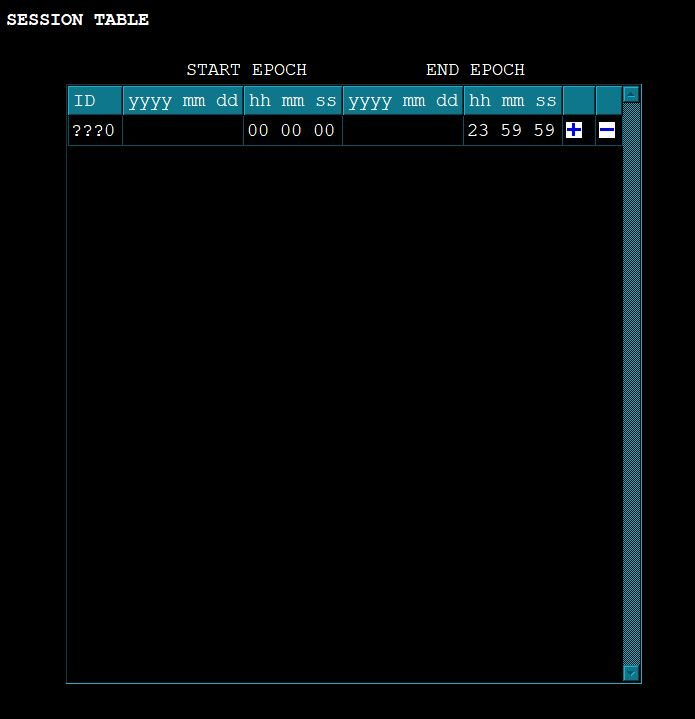 SESSION TABLE
START EPOCH END EPOCH
ID yyyy mm dd hh mm ss yyyy mm dd hh mm ss
???0 00 00 00 23 59 59